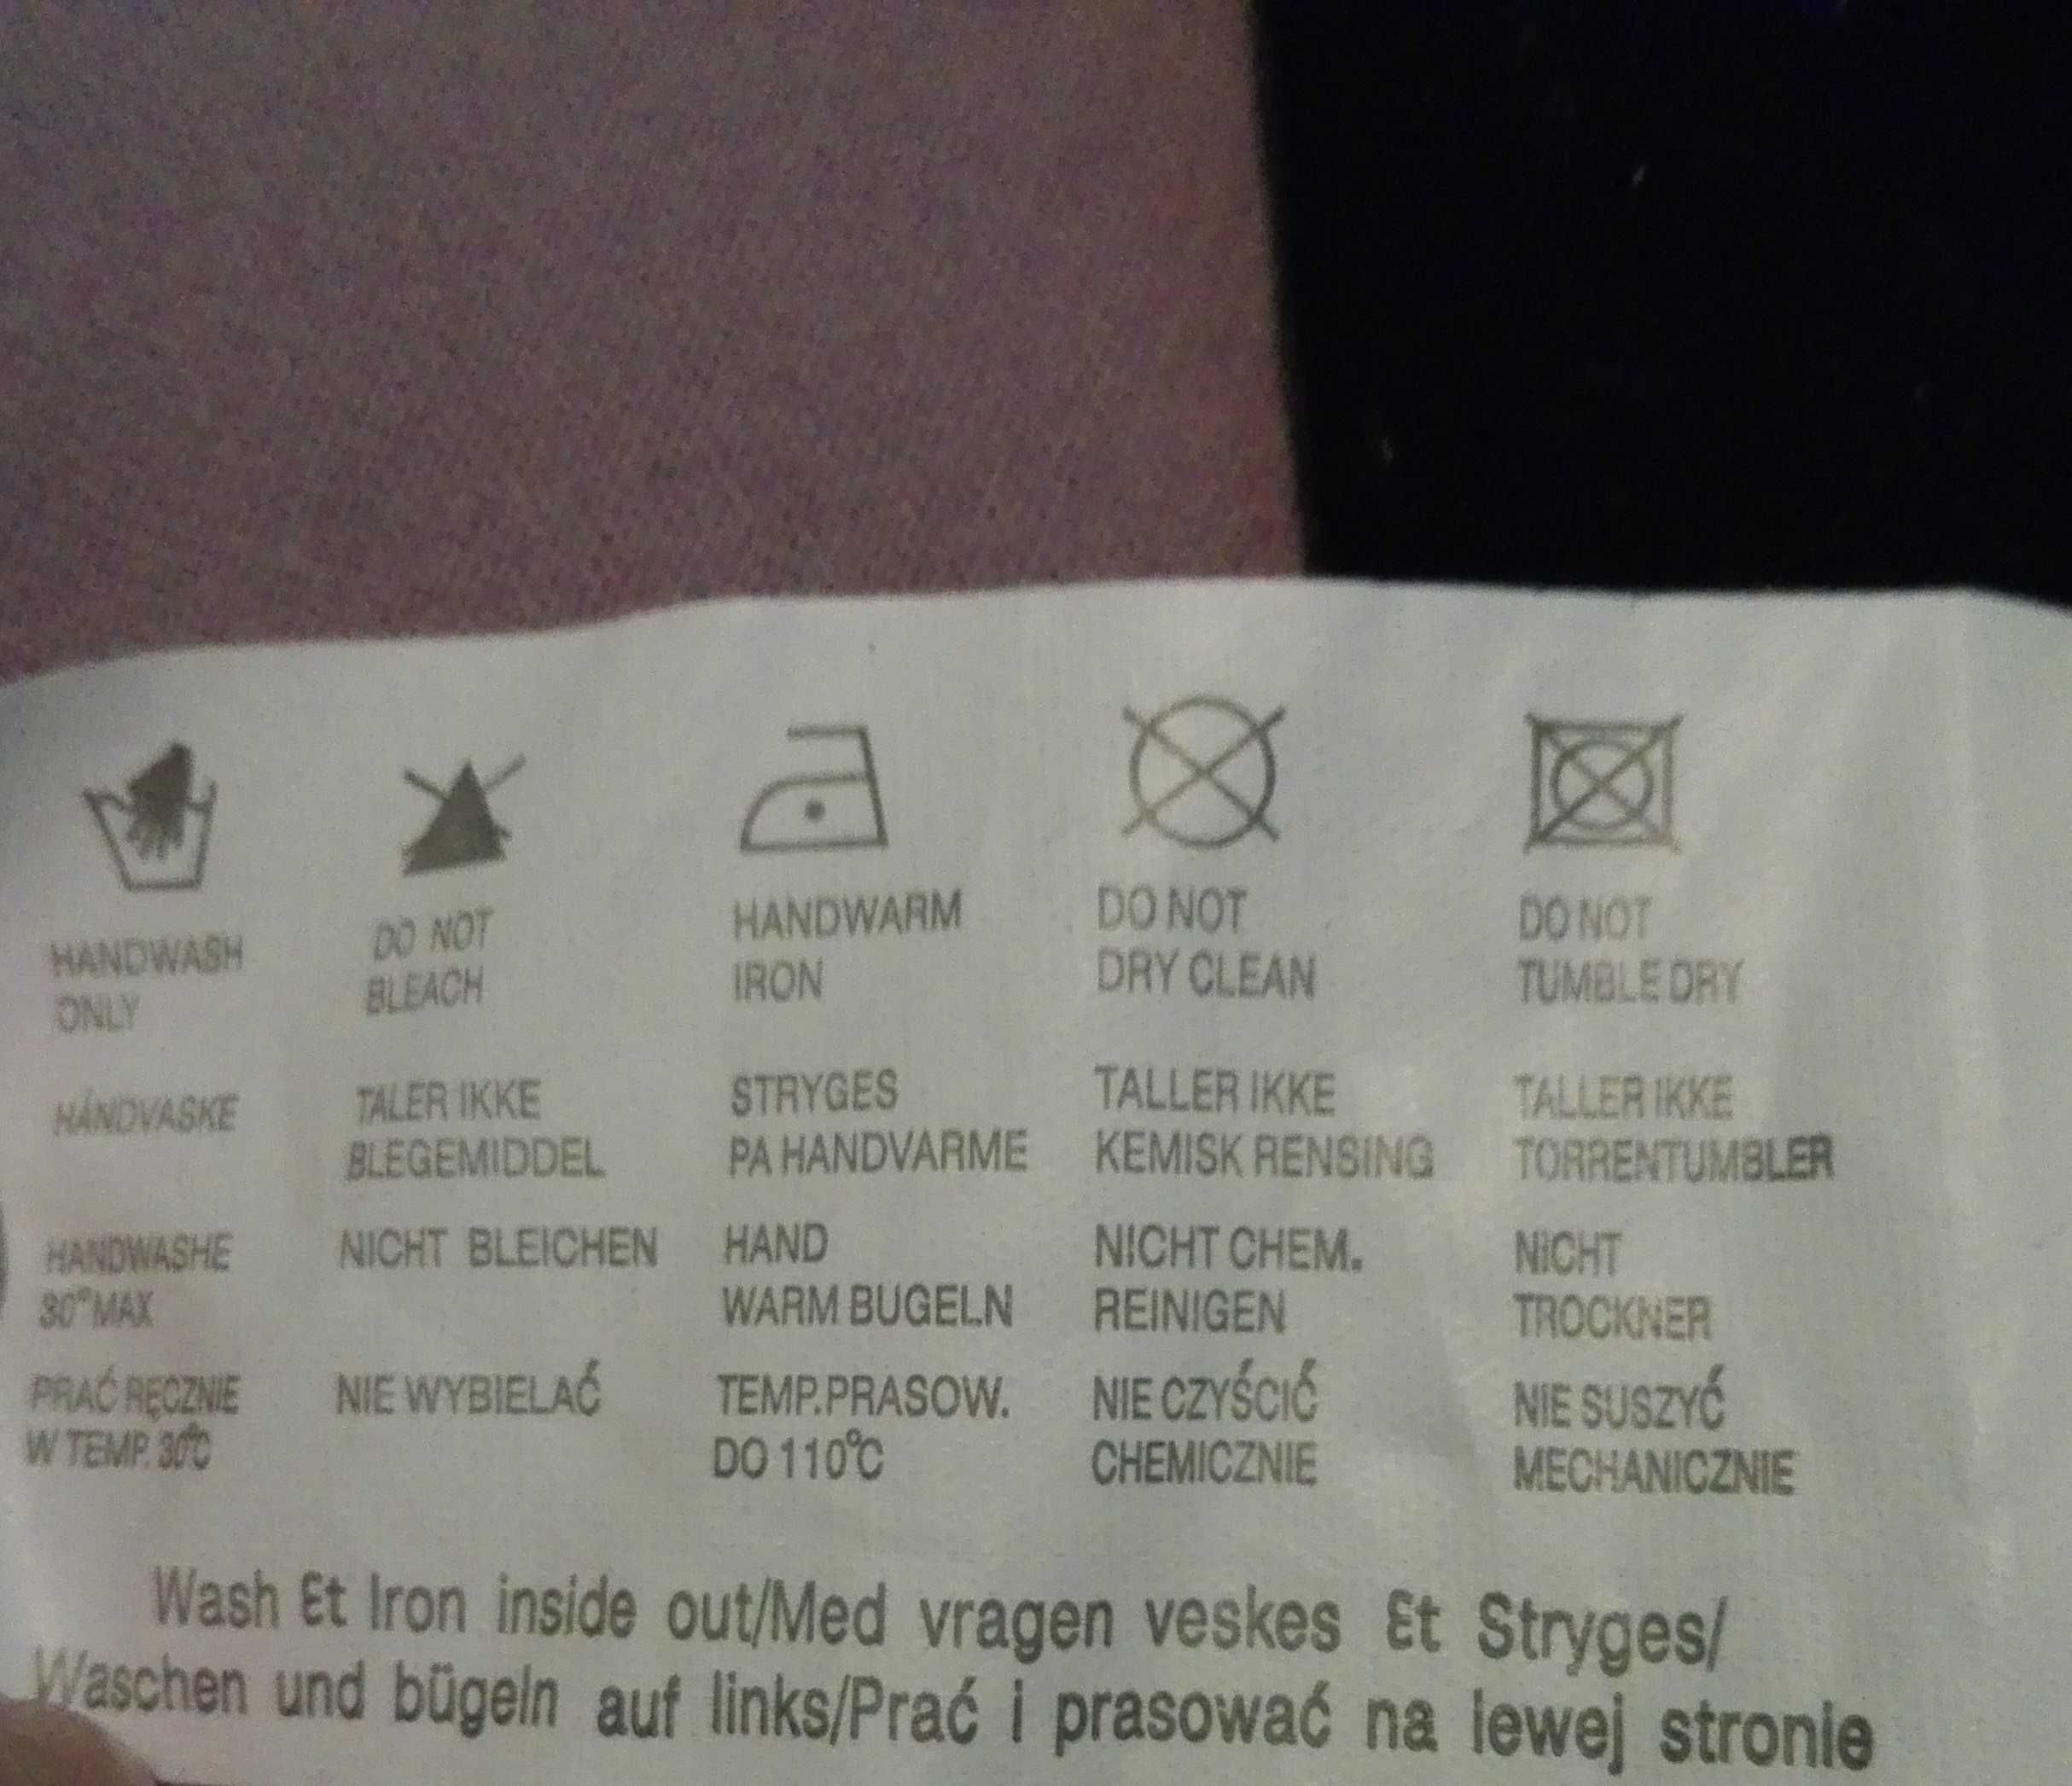 HANDWASH
ONLY
DO NOT
BLEACH
HANDWARM
IRON
DO NOT
DRY CLEAN
DO NOT
TUMBLE DRY
HÁNDVASKE
TALER IKKE
BLEGEMIDDEL
STRYGES
PA HANDVARME
TALLER IKKE
KEMISK RENSING
TALLER IKKE
TORRENTUMBLER
HANDWASHE
30° MAX
NICHT BLEICHEN
HAND
WARM BUGELN
NICHT CHEM.
REINIGEN
NICHT
TROCKNER
PRAĆ RĘCZNIE
W TEMP. 30°C
NIE WYBIELAĆ
TEMP.PRASOW.
DO 110°C
NIE CZYŚCIĆ
CHEMICZNIE
NIE SUSZYĆ
MECHANICZNIE
Wash & Iron inside out/Med vragen veskes & Stryges/
Waschen und bügeln auf links/Prać i prasować na lewej stronie